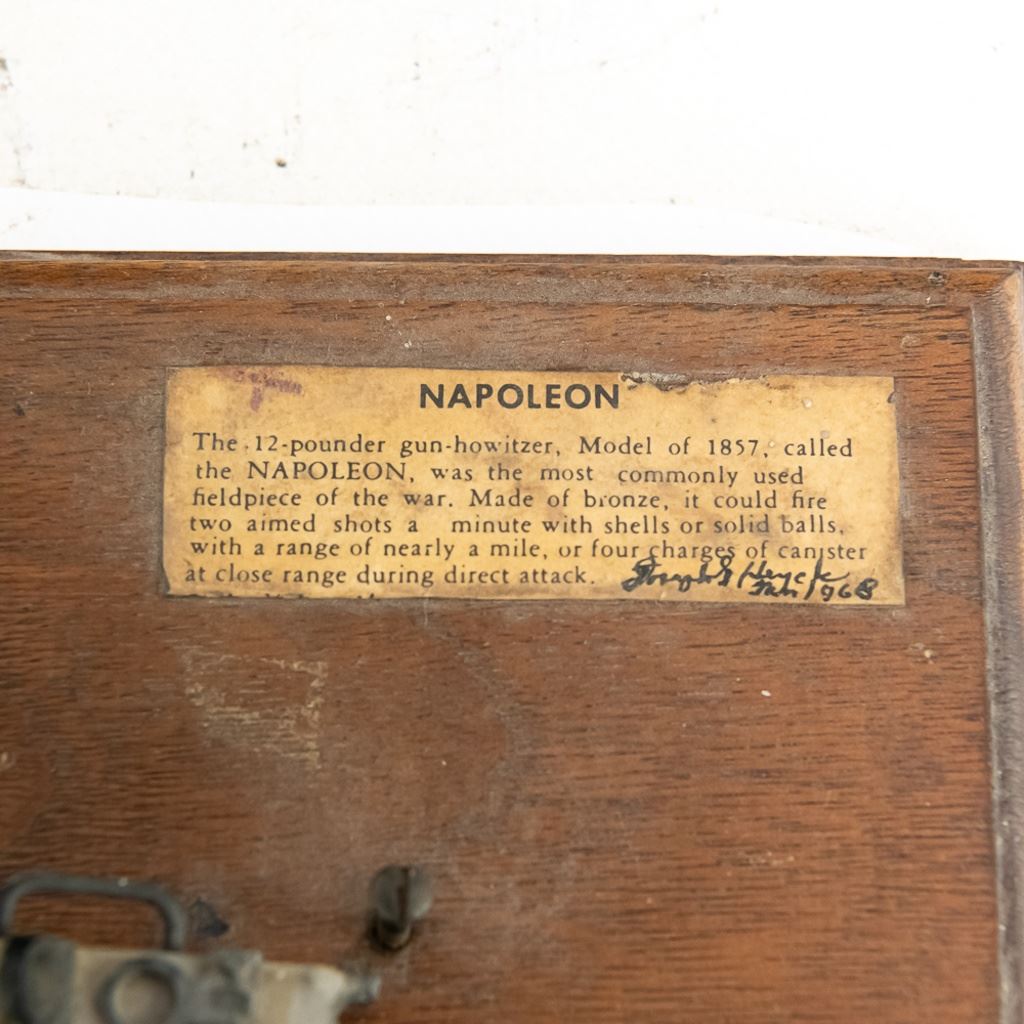 NAPOLEON
The 12-pounder gun-howitzer, Model of 1857, called
the NAPOLEON, was the most commonly used
fieldpiece of the war. Made of bronze, it could fire
two aimed shots a minute with shells or solid balls,
with a range of nearly a mile, or four charges of canister
at close range during direct attack.
1968